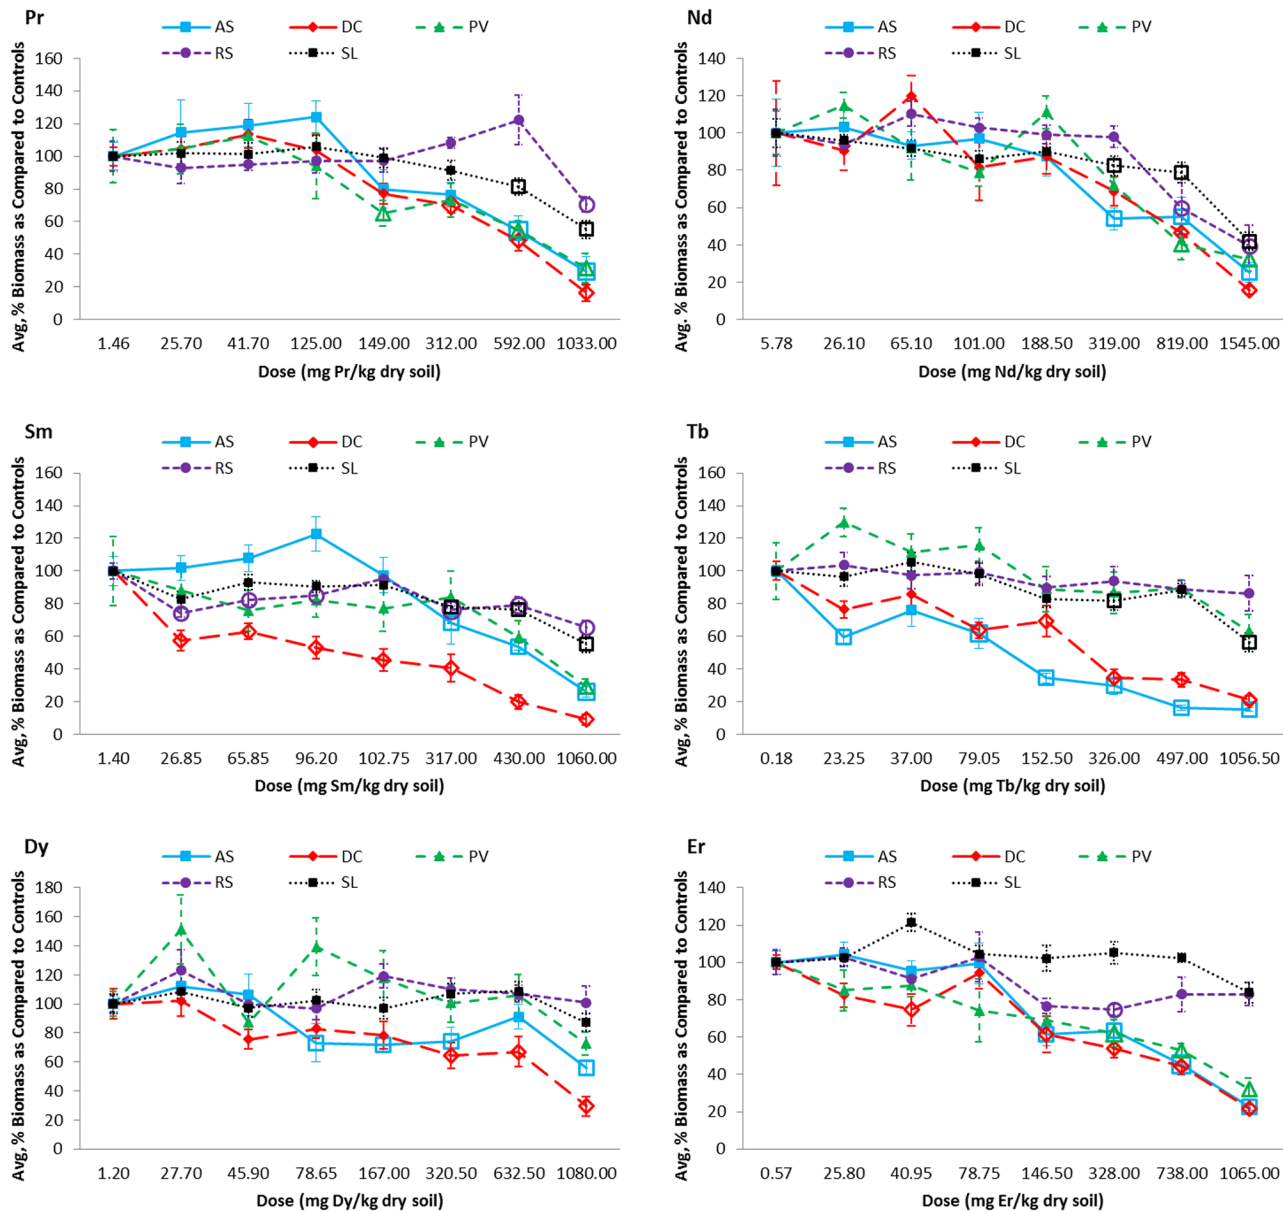 Pr
AS DC PV
RS SL
Avg, % Biomass as Compared to Controls
160
140
120
100
80
60
40
20
0
1.46 25.70 41.70 125.00 149.00 312.00 592.00 1033.00
Dose (mg Pr/kg dry soil)
Nd
AS DC PV
RS SL
Avg. % Biomass as Compared to Controls
140
120
100
80
60
40
20
0
5.78 26.10 65.10 101.00 188.50 319.00 819.00 1545.00
Dose (mg Nd/kg dry soil)
Sm
AS DC PV
RS SL
Avg, % Biomass as Compared to Controls
160
140
120
100
80
60
40
20
0
1.40 26.85 65.85 96.20 102.75 317.00 430.00 1060.00
Dose (mg Sm/kg dry soil)
Tb
AS DC PV
RS SL
Avg, % Biomass as Compared to Controls
160
140
120
100
80
60
40
20
0
0.18 23.25 37.00 79.05 152.50 326.00 497.00 1056.50
Dose (mg Tb/kg dry soil)
Dy
AS DC PV
RS SL
Avg, % Biomass as Compared to Controls
180
160
140
120
100
80
60
40
20
0
1.20 27.70 45.90 78.65 167.00 320.50 632.50 1080.00
Dose (mg Dy/kg dry soil)
Er
AS DC PV
RS SL
Avg, % Biomass as Compared to Controls
140
120
100
80
60
40
20
0
0.57 25.80 40.95 78.75 146.50 328.00 738.00 1065.00
Dose (mg Er/kg dry soil)